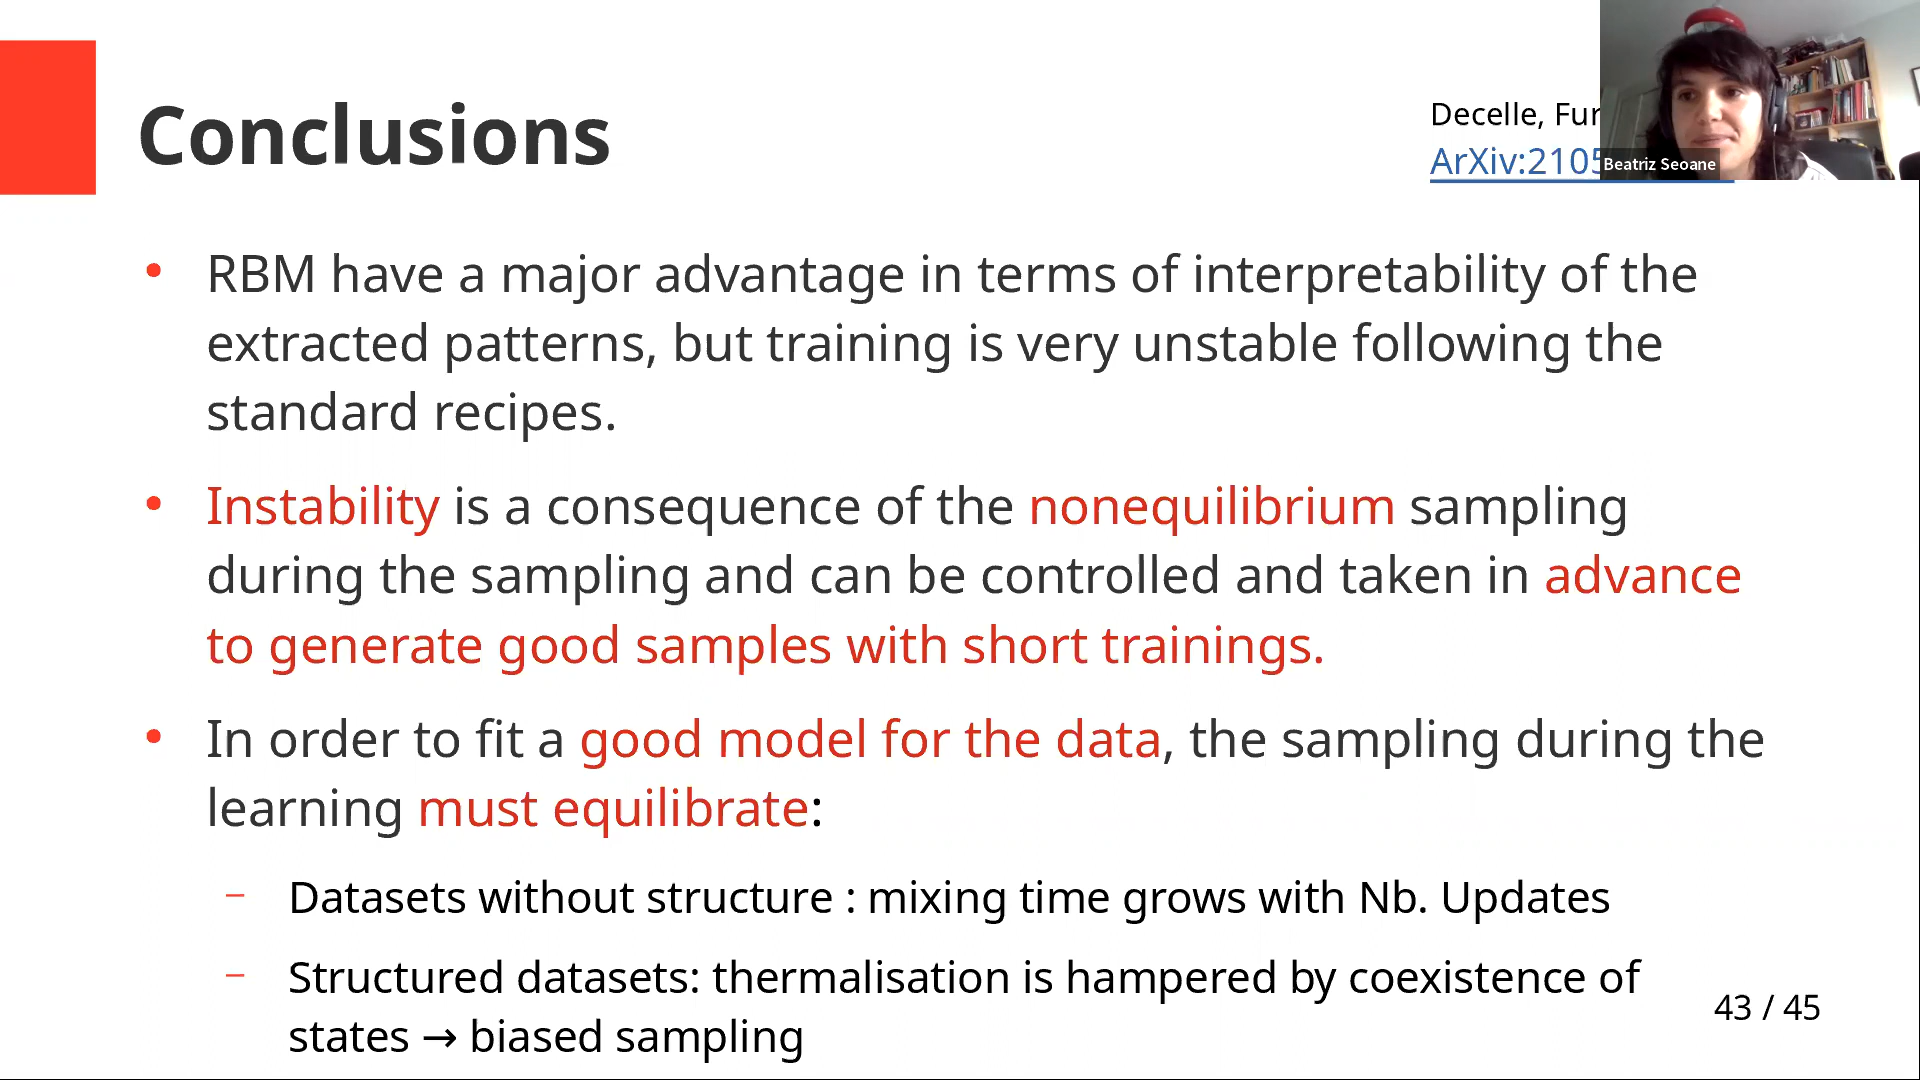 Conclusions
Decelle,
ArXiv:2105
Beatriz Seoane
• RBM have a major advantage in terms of interpretability of the
extracted patterns, but training is very unstable following the
standard recipes.
• Instability is a consequence of the nonequilibrium sampling
during the sampling and can be controlled and taken in advance
to generate good samples with short trainings.
• In order to fit a good model for the data, the sampling during the
learning must equilibrate:
– Datasets without structure : mixing time grows with Nb. Updates
– Structured datasets: thermalisation is hampered by coexistence of
states → biased sampling
43 / 45